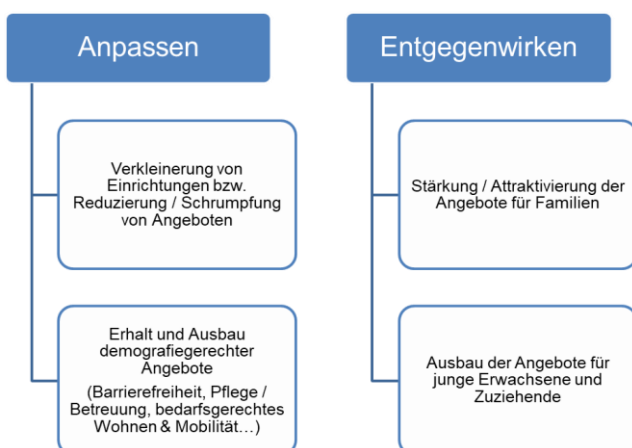 Anpassen
Verkleinerung von
Einrichtungen bzw.
Reduzierung / Schrumpfung
von Angeboten
Erhalt und Ausbau
demografiegerechter
Angebote
(Barrierefreiheit, Pflege /
Betreuung, bedarfsgerechtes
Wohnen & Mobilität…)
Entgegenwirken
Stärkung / Attraktivierung der
Angebote für Familien
Ausbau der Angebote für
junge Erwachsene und
Zuziehende